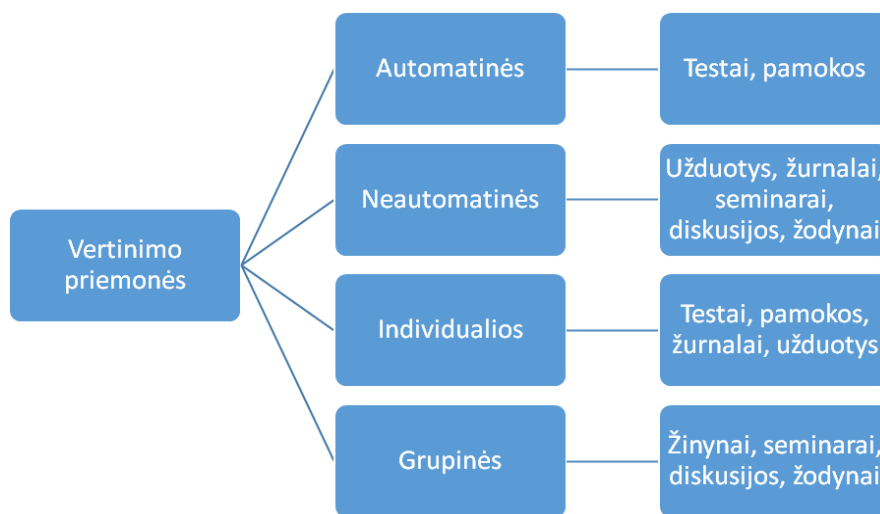 Vertinimo
priemonės
Automatinės
Testai, pamokos
Neautomatinės
Užduotys, žurnalai,
seminarai,
diskusijos, žodynai
Individualios
Testai, pamokos,
žurnalai, užduotys
Grupinės
Žinynai, seminarai,
diskusijos, žodynai